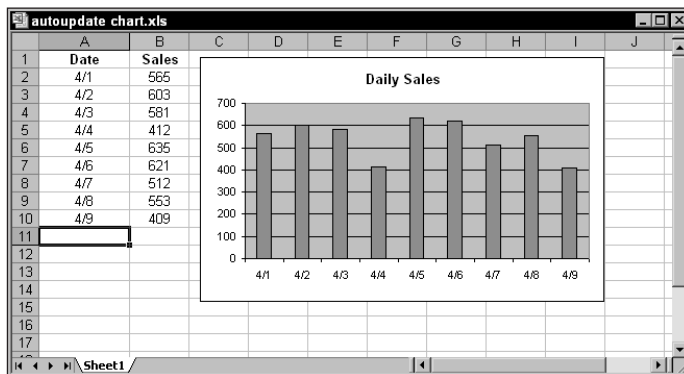 autoupdate chart.xls
A B C D E F G H I J
1 Date Sales
2 4/1 565
3 4/2 603
4 4/3 581
5 4/4 412
6 4/5 635
7 4/6 621
8 4/7 512
9 4/8 553
10 4/9 409
11
12
13
14
15
16
17
Daily Sales
700
600
500
400
300
200
100
0
4/1 4/2 4/3 4/4 4/5 4/6 4/7 4/8 4/9
Sheet1